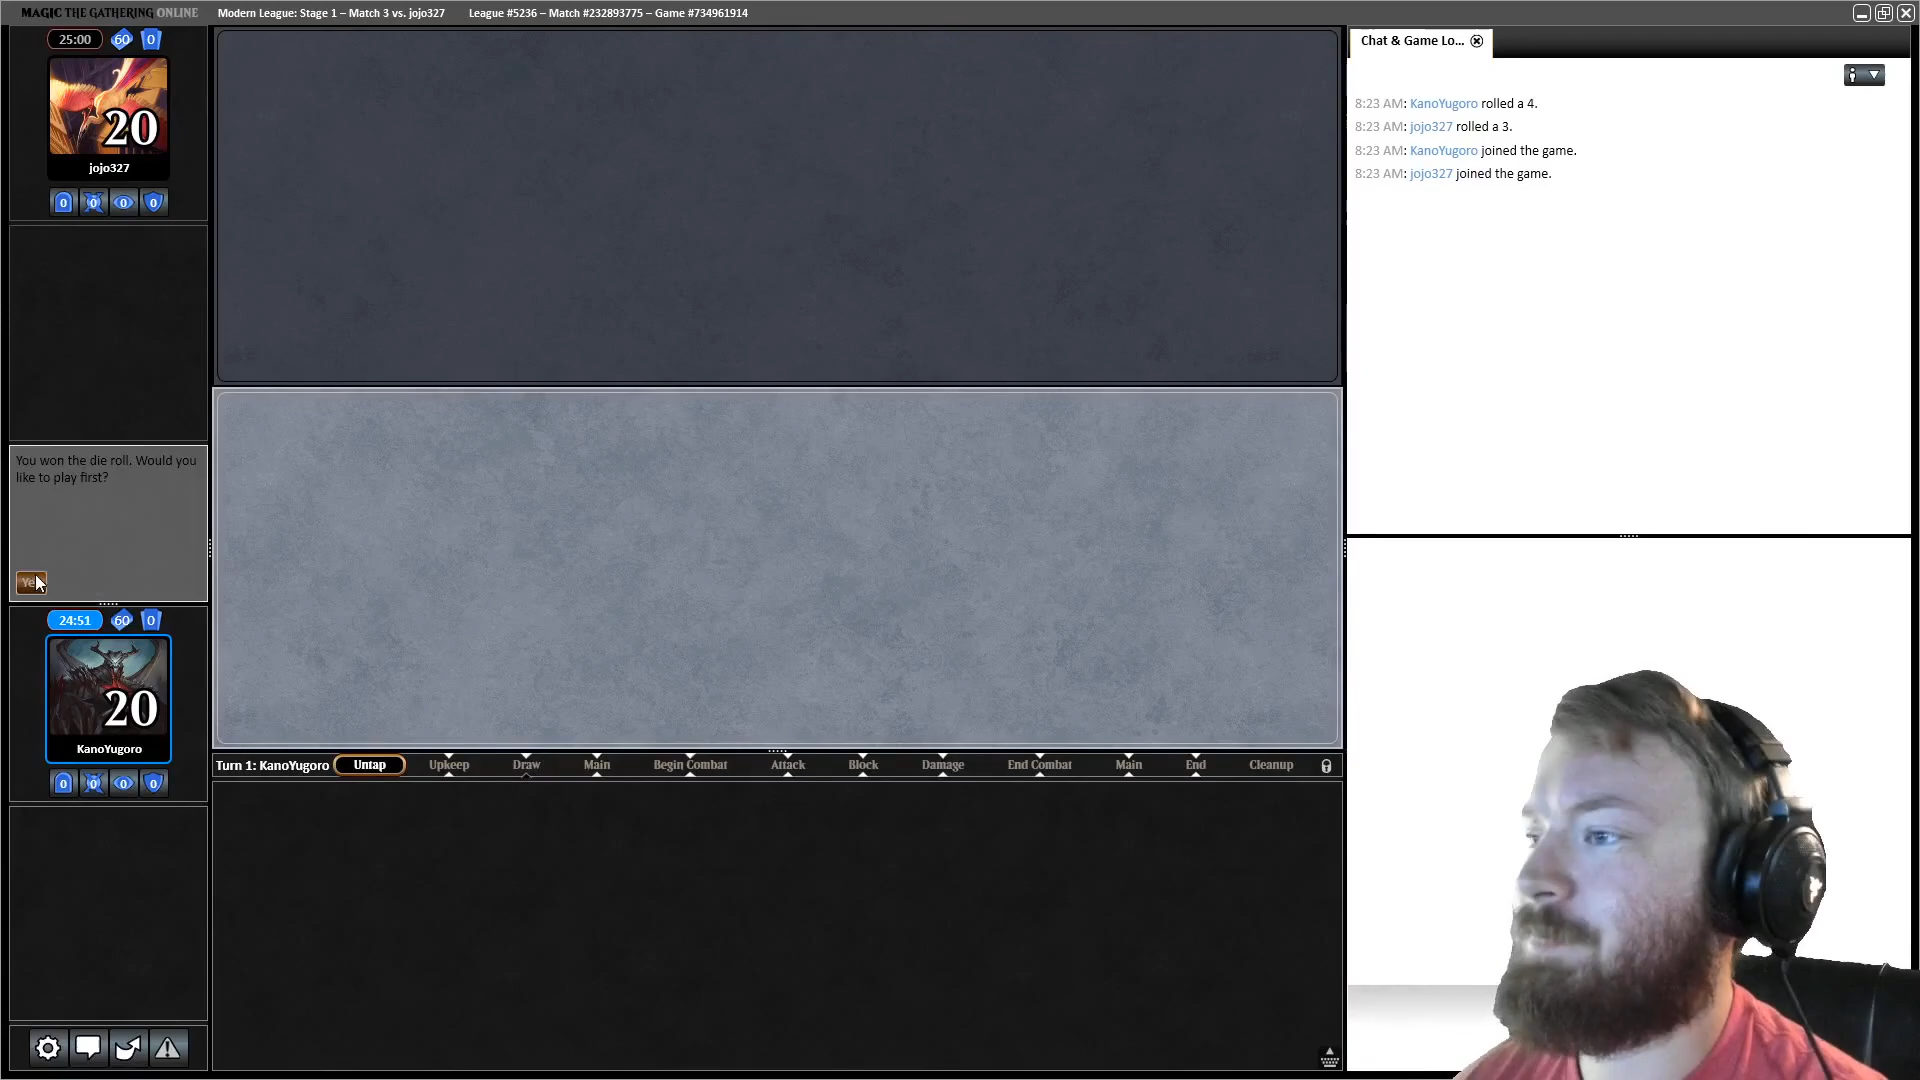 MAGIC THE GATHERING ONLINE
Modern League: Stage 1 – Match 3 vs. jojo327
League #5236 – Match #232893775 – Game #734961914
25:00
60
0
20
jojo327
0
0
0
0
You won the die roll. Would you
like to play first?
24:51
60
0
20
KanoYugoro
0
0
0
0
Turn 1: KanoYugoro
Untap
Upkeep
Draw
Main
Begin Combat
Attack
Block
Damage
End Combat
Main
End
Cleanup
Chat & Game Lo...
8:23 AM: KanoYugoro rolled a 4.
8:23 AM: jojo327 rolled a 3.
8:23 AM: KanoYugoro joined the game.
8:23 AM: jojo327 joined the game.